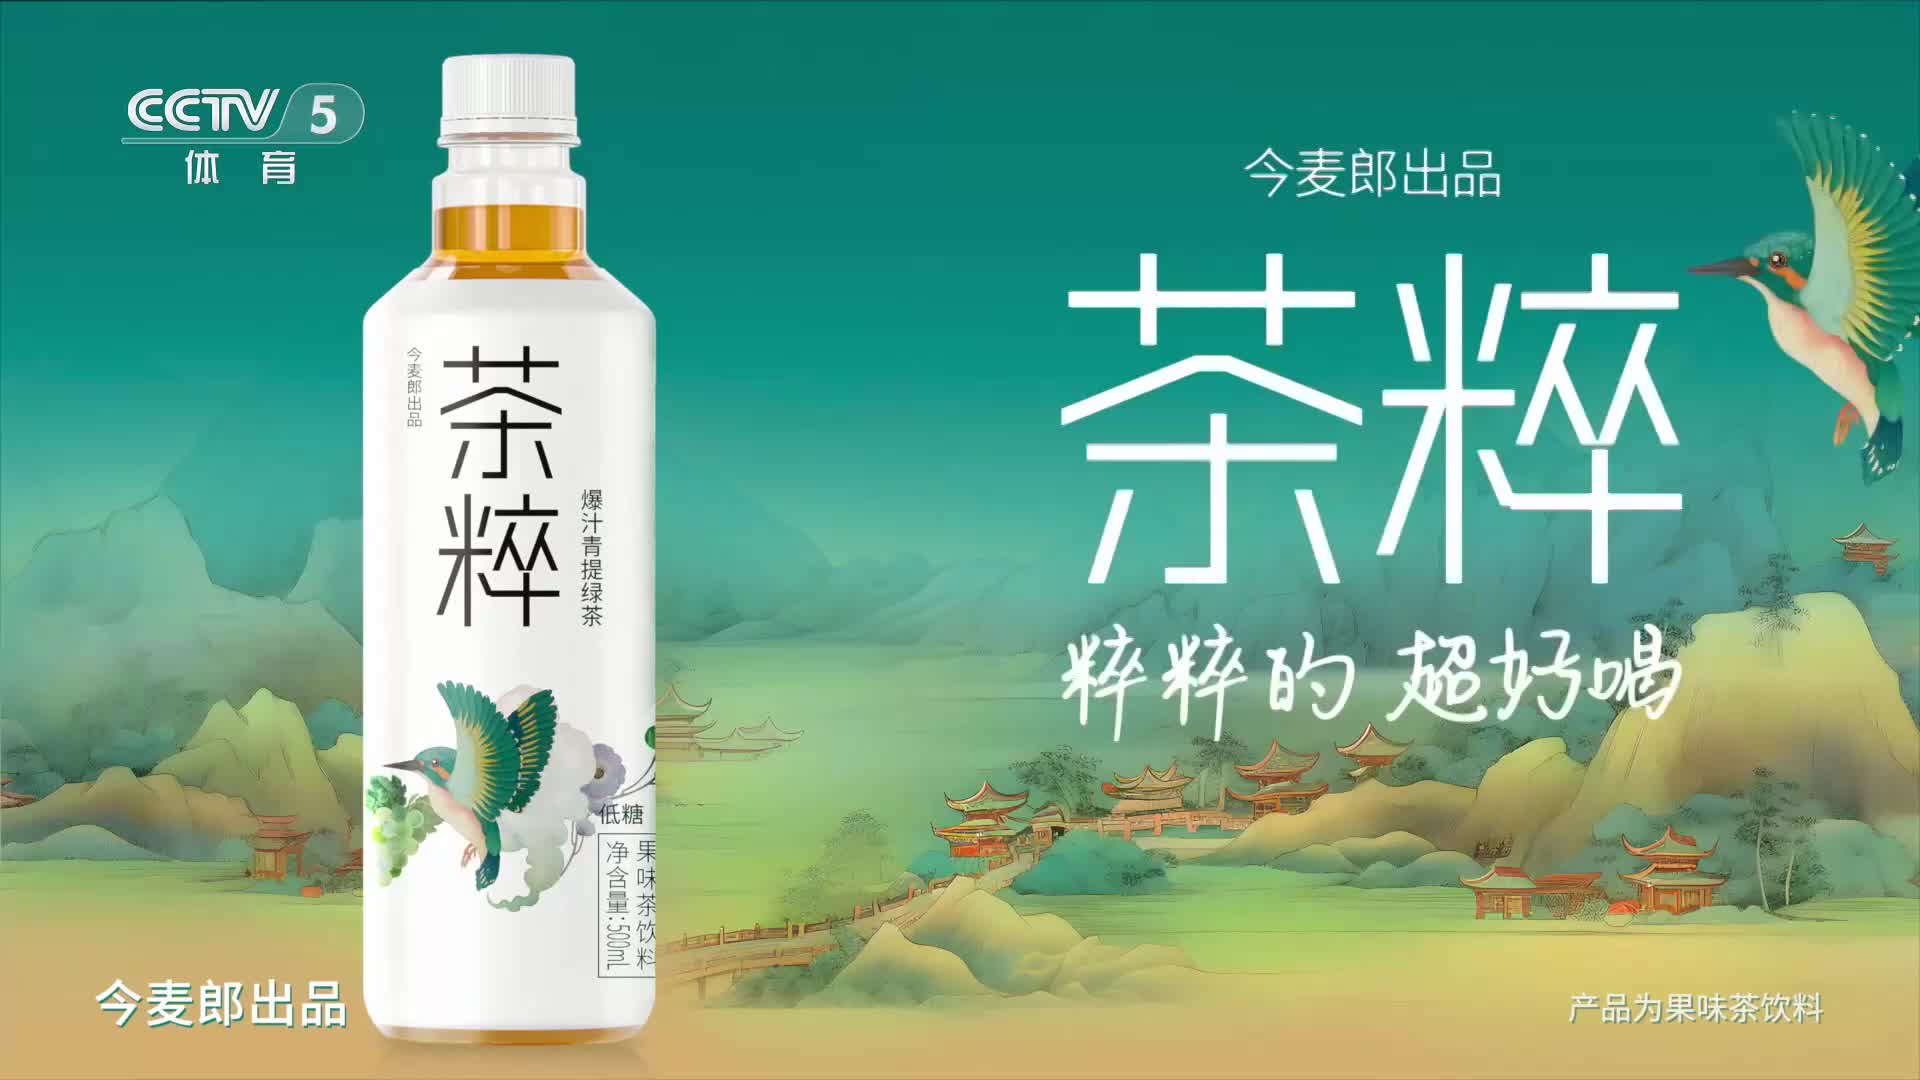 CCTV 5
体 育
今麦郎出品
茶粹
粹粹的 超好喝
今麦郎出品
茶粹
爆汁青提绿茶
低糖
果味茶饮料
净含量:500mL
今麦郎出品
产品为果味茶饮料